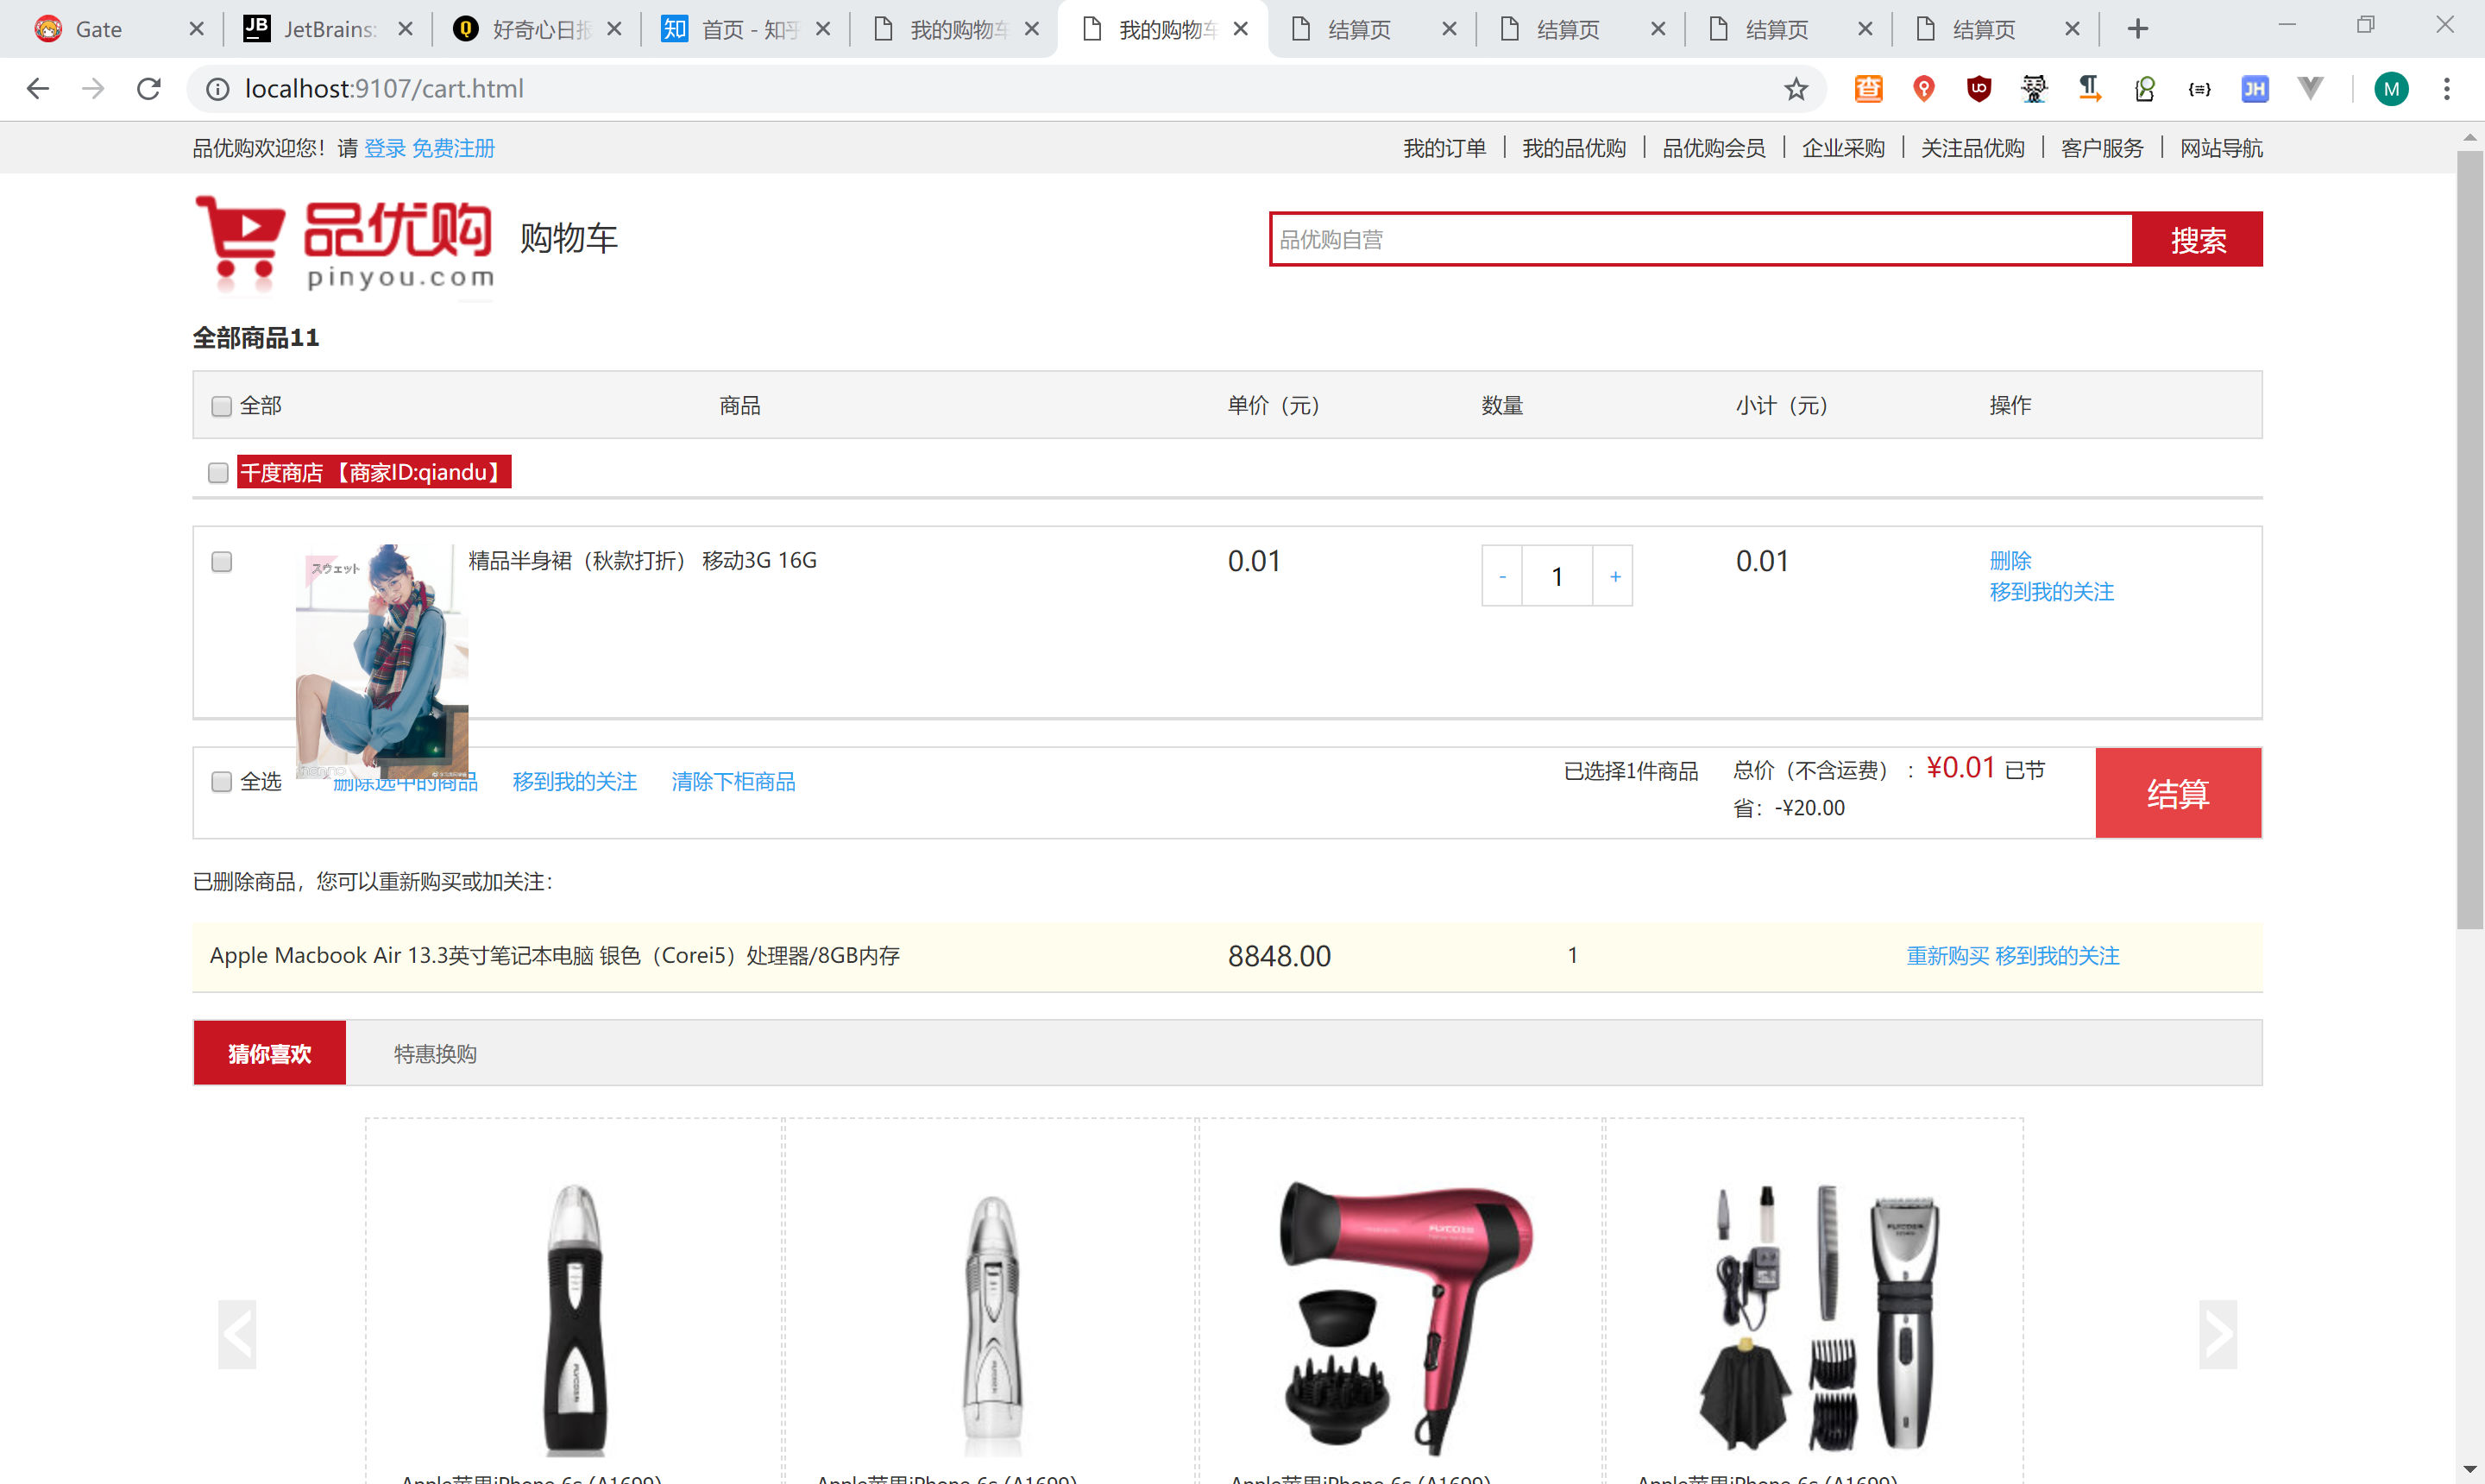 Gate
JetBrains:
好奇心日报
首页 - 知乎
我的购物车
我的购物车
结算页
结算页
结算页
结算页
localhost:9107/cart.html
M
品优购欢迎您！请 登录 免费注册
我的订单 我的品优购 品优购会员 企业采购 关注品优购 客户服务 网站导航
品优购
pinyou.com
购物车
品优购自营
搜索
全部商品11
全部 商品 单价（元） 数量 小计（元） 操作
千度商店 【商家ID:qiandu】
スウェット
精品半身裙（秋款打折） 移动3G 16G
0.01
- 1 +
0.01
删除
移到我的关注
全选 删除选中的商品 移到我的关注 清除下柜商品
已选择1件商品
总价（不含运费） ：¥0.01 已节
省：-¥20.00
结算
已删除商品，您可以重新购买或加关注：
Apple Macbook Air 13.3英寸笔记本电脑 银色（Corei5）处理器/8GB内存 8848.00 1 重新购买 移到我的关注
猜你喜欢 特惠换购
Apple苹果iPhone 6s (A1699)
Apple苹果iPhone 6s (A1699)
Apple苹果iPhone 6s (A1699)
Apple苹果iPhone 6s (A1699)